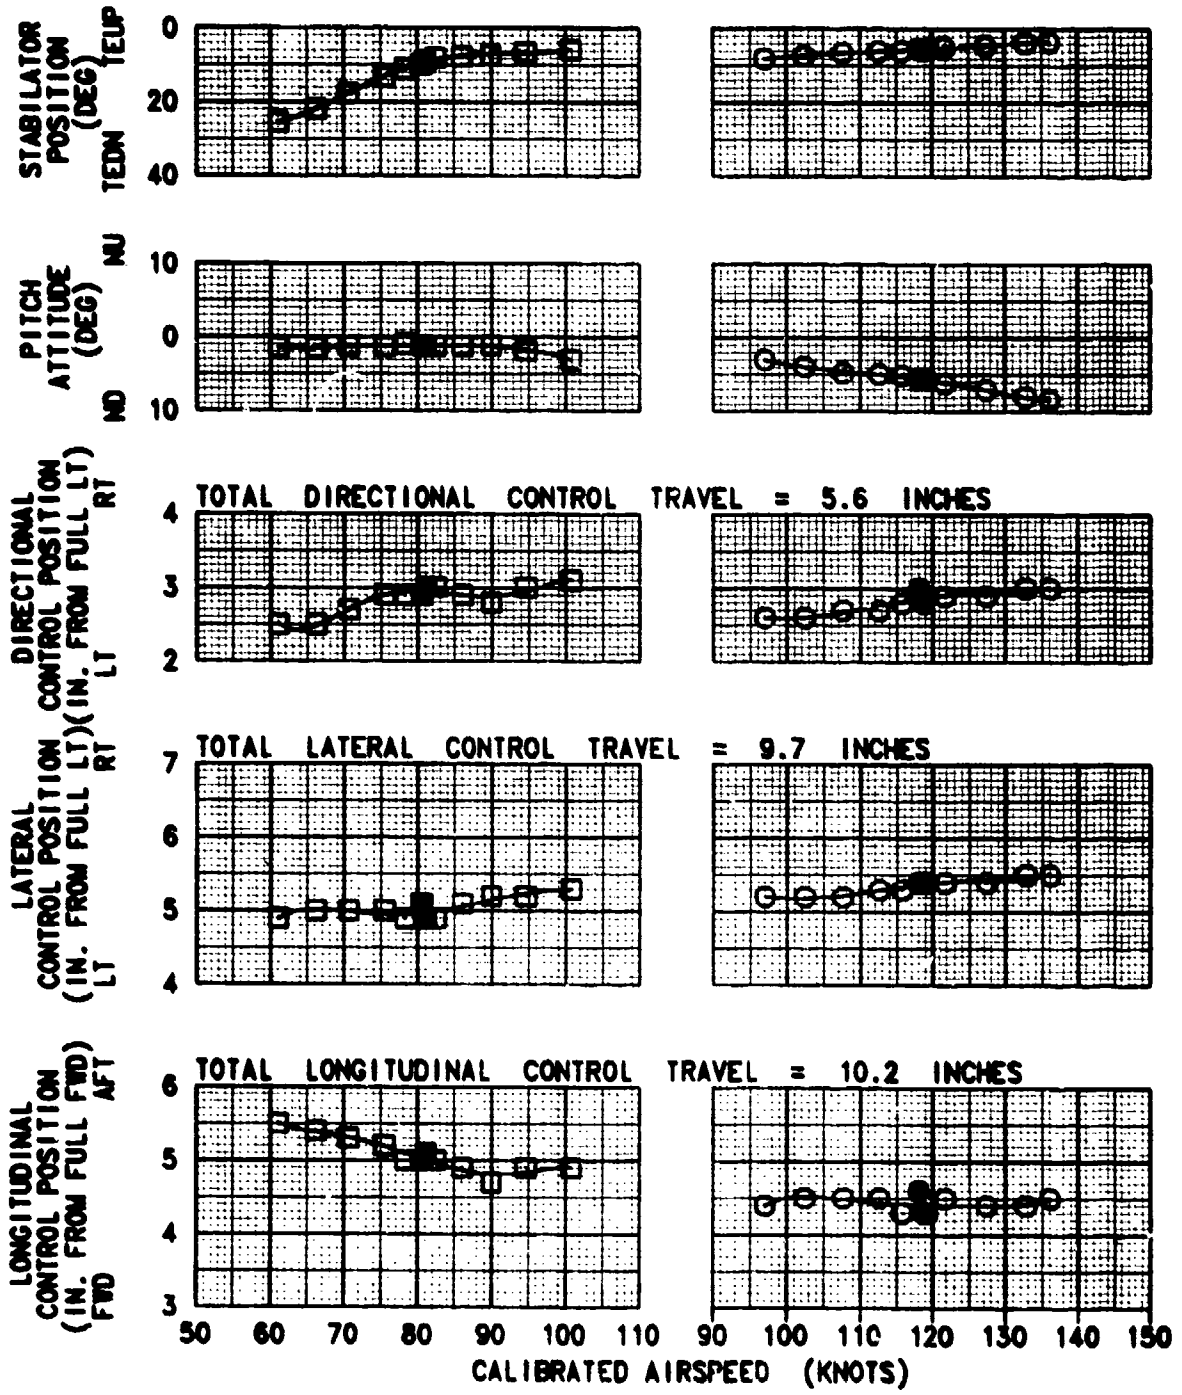 STABILATOR
POSITION
(DEG)
TEDN TEUP
0
20
40
PITCH
ATTITUDE
(DEG)
ND NU
10
0
10
DIRECTIONAL
CONTROL POSITION
(IN. FROM FULL LT)
LT RT
TOTAL DIRECTIONAL CONTROL TRAVEL = 5.6 INCHES
4
3
2
LATERAL
CONTROL POSITION
(IN. FROM FULL LT)
LT RT
TOTAL LATERAL CONTROL TRAVEL = 9.7 INCHES
7
6
5
4
LONGITUDINAL
CONTROL POSITION
(IN. FROM FULL FWD)
FWD AFT
TOTAL LONGITUDINAL CONTROL TRAVEL = 10.2 INCHES
6
5
4
3
50 60 70 80 90 100 110 90 100 110 120 130 140 150
CALIBRATED AIRSPEED (KNOTS)